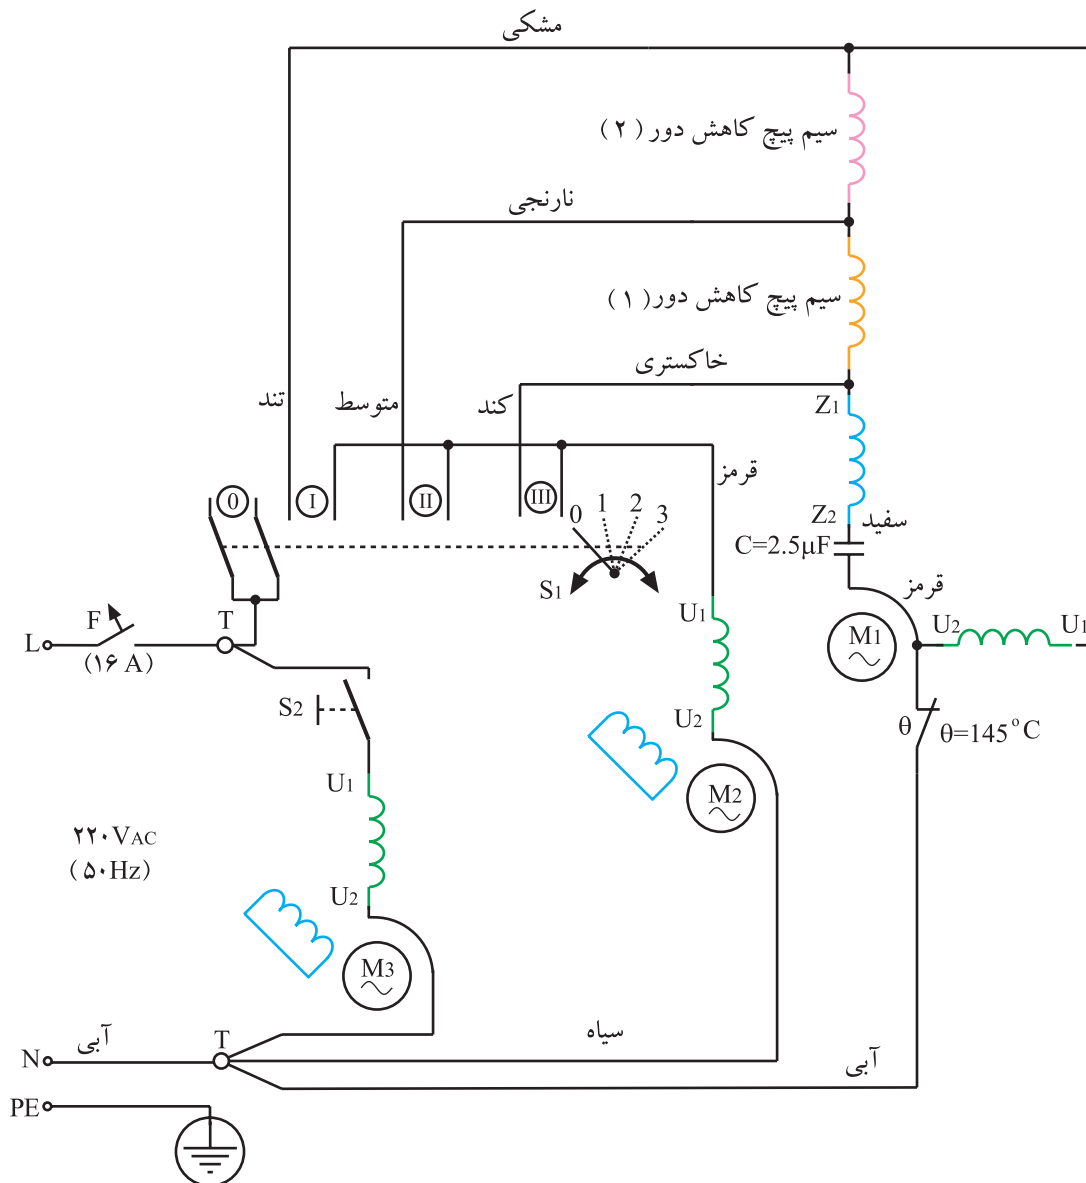 مشکی
سیم پیچ کاهش دور (۲)
نارنجی
سیم پیچ کاهش دور (۱)
خاکستری
تند
متوسط
کند
Z1
قرمز
0
I
II
III
0 1 2 3
S1
Z2
سفید
C=2.5µF
قرمز
F
T
L
(۱۶ A)
U1
M1
U2
U1
S2
U2
θ
θ=145°C
M2
U1
۲۲۰VAC
(۵۰Hz)
U2
M3
آبی
T
سیاه
آبی
N
PE